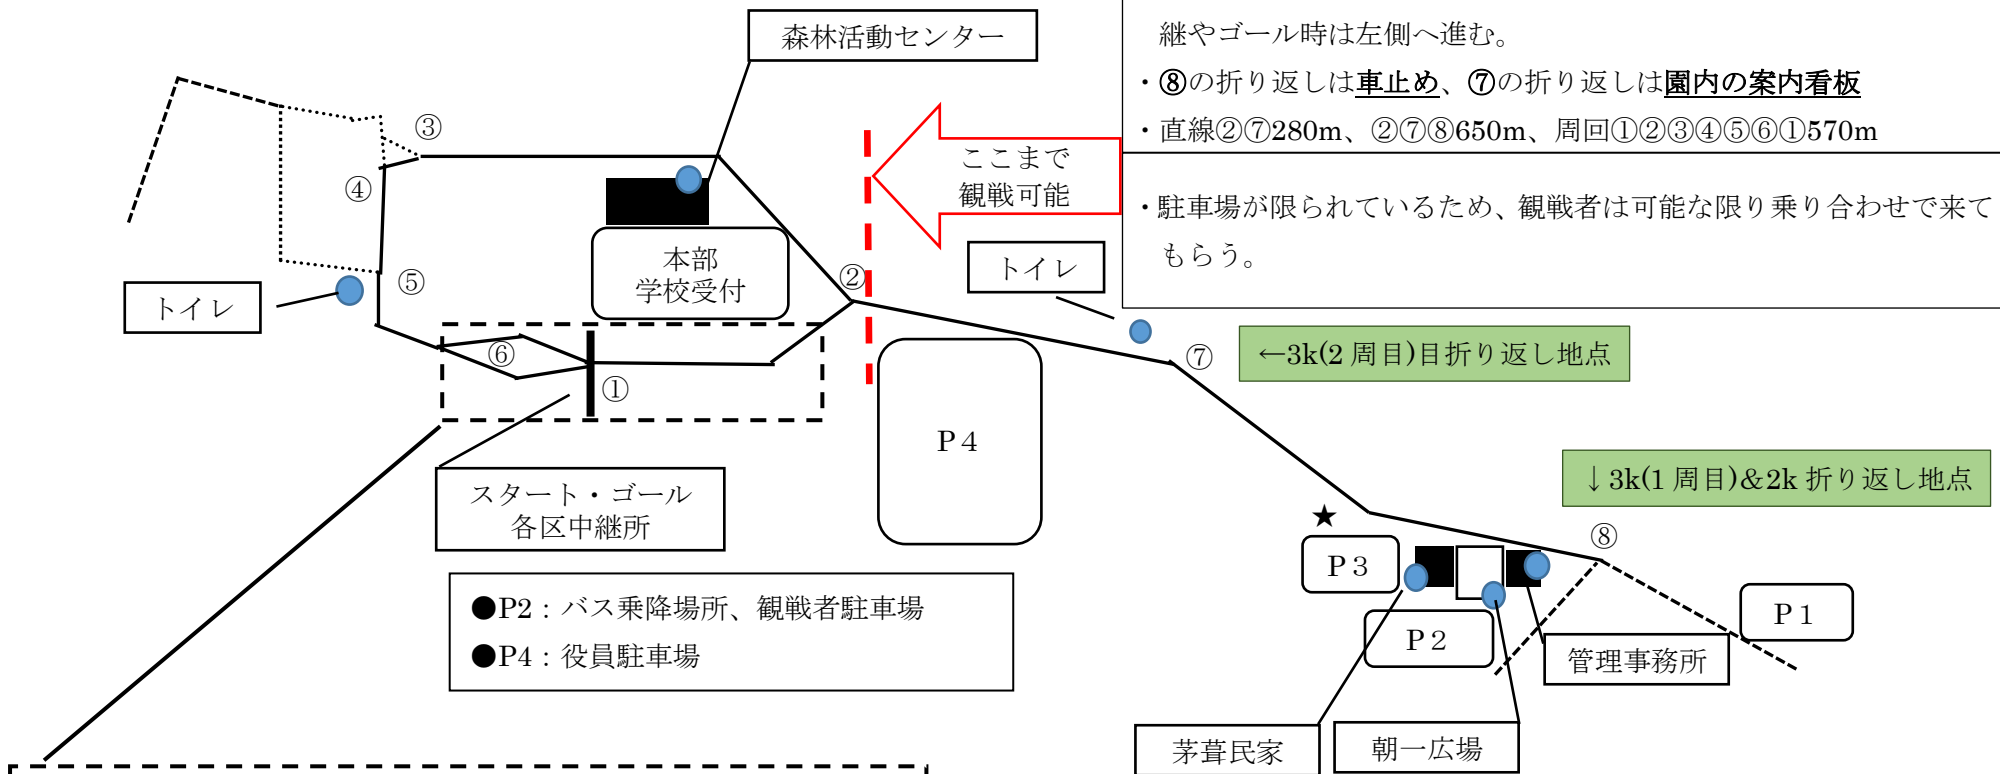 森林活動センター
継やゴール時は左側へ進む。
・⑧の折り返しは車止め、⑦の折り返しは園内の案内看板
・直線②⑦280m、②⑦⑧650m、周回①②③④⑤⑥①570m
ここまで
観戦可能
・駐車場が限られているため、観戦者は可能な限り乗り合わせで来て
もらう。
③
④
本部
学校受付
②
トイレ
⑤
トイレ
⑥
①
⑦
←3k(2 周目)目折り返し地点
P４
↓3k(1 周目)＆2k 折り返し地点
スタート・ゴール
各区中継所
★
⑧
P３
P１
P２
管理事務所
●P2：バス乗降場所、観戦者駐車場
●P4：役員駐車場
茅葺民家
朝一広場